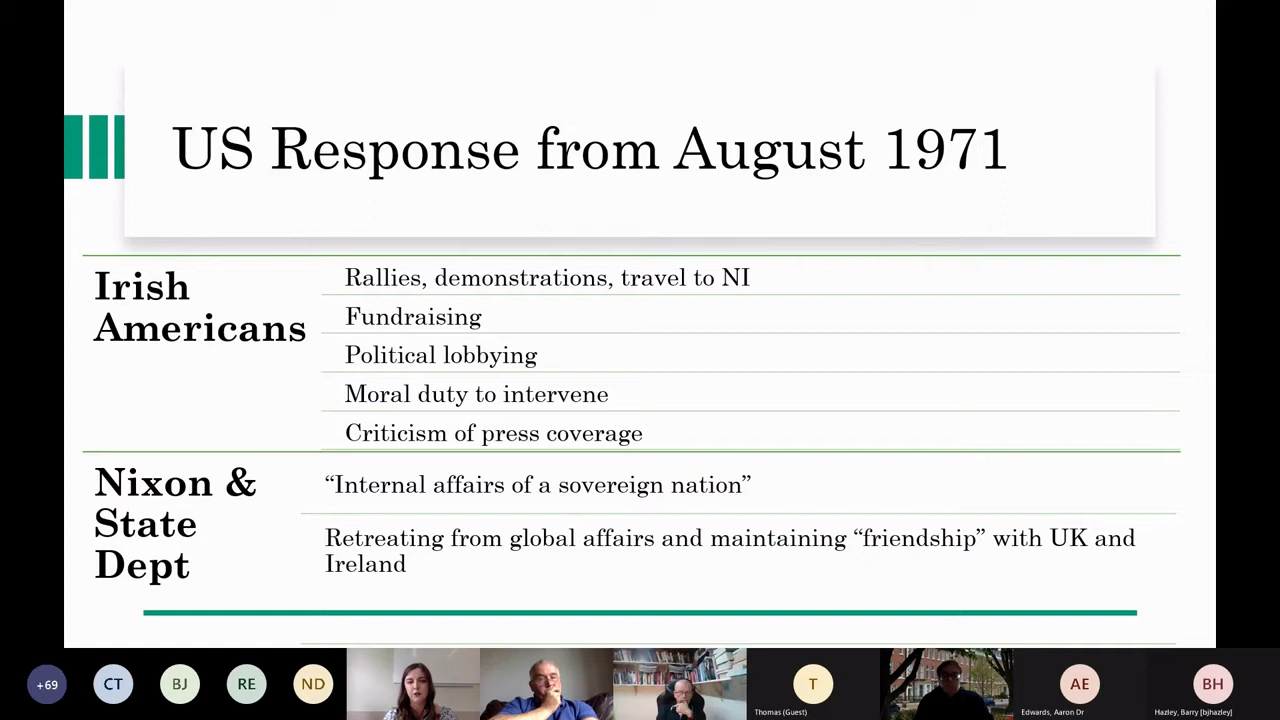 US Response from August 1971
Irish
Americans
Rallies, demonstrations, travel to NI
Fundraising
Political lobbying
Moral duty to intervene
Criticism of press coverage
Nixon &
State
Dept
“Internal affairs of a sovereign nation”
Retreating from global affairs and maintaining “friendship” with UK and
Ireland
+69
CT
BJ
RE
ND
T
Thomas (Guest)
AE
Edwards, Aaron Dr
BH
Hazley, Barry [bjhazley]